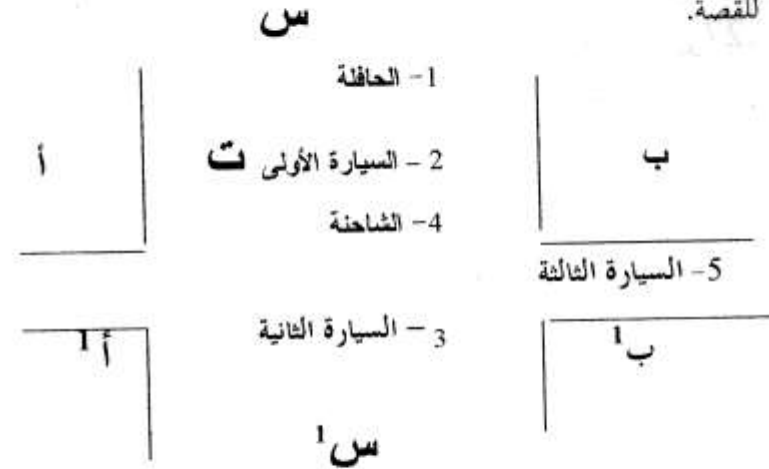 للقصة.
س
1- الحافلة
ب
2 – السيارة الأولى ت
أ
4- الشاحنة
5- السيارة الثالثة
3 – السيارة الثانية
ب1
أ1
س1